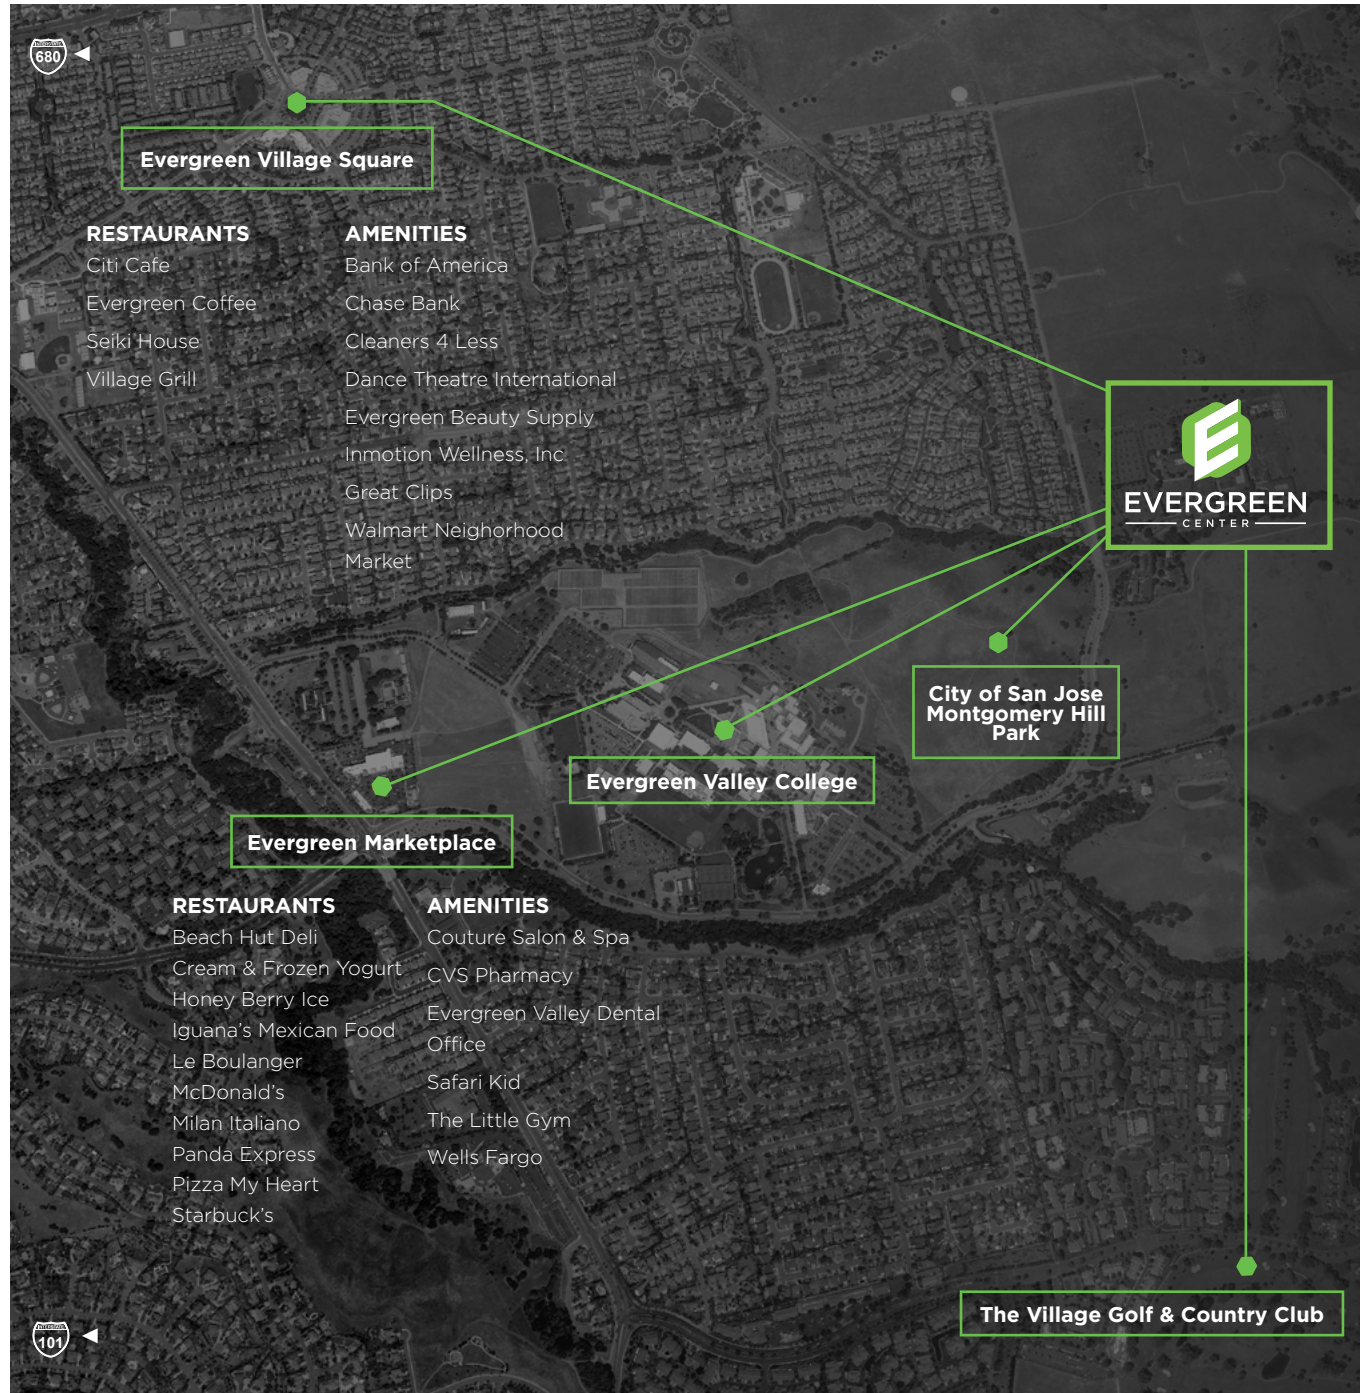 680
Evergreen Village Square
RESTAURANTS
Citi Cafe
Evergreen Coffee
Seiki House
Village Grill
AMENITIES
Bank of America
Chase Bank
Cleaners 4 Less
Dance Theatre International
Evergreen Beauty Supply
Inmotion Wellness, Inc
Great Clips
Walmart Neighorhood
Market
EVERGREEN
CENTER
City of San Jose
Montgomery Hill
Park
Evergreen Valley College
Evergreen Marketplace
RESTAURANTS
Beach Hut Deli
Cream & Frozen Yogurt
Honey Berry Ice
Iguana’s Mexican Food
Le Boulanger
McDonald’s
Milan Italiano
Panda Express
Pizza My Heart
Starbuck’s
AMENITIES
Couture Salon & Spa
CVS Pharmacy
Evergreen Valley Dental
Office
Safari Kid
The Little Gym
Wells Fargo
The Village Golf & Country Club
INTERSTATE
101